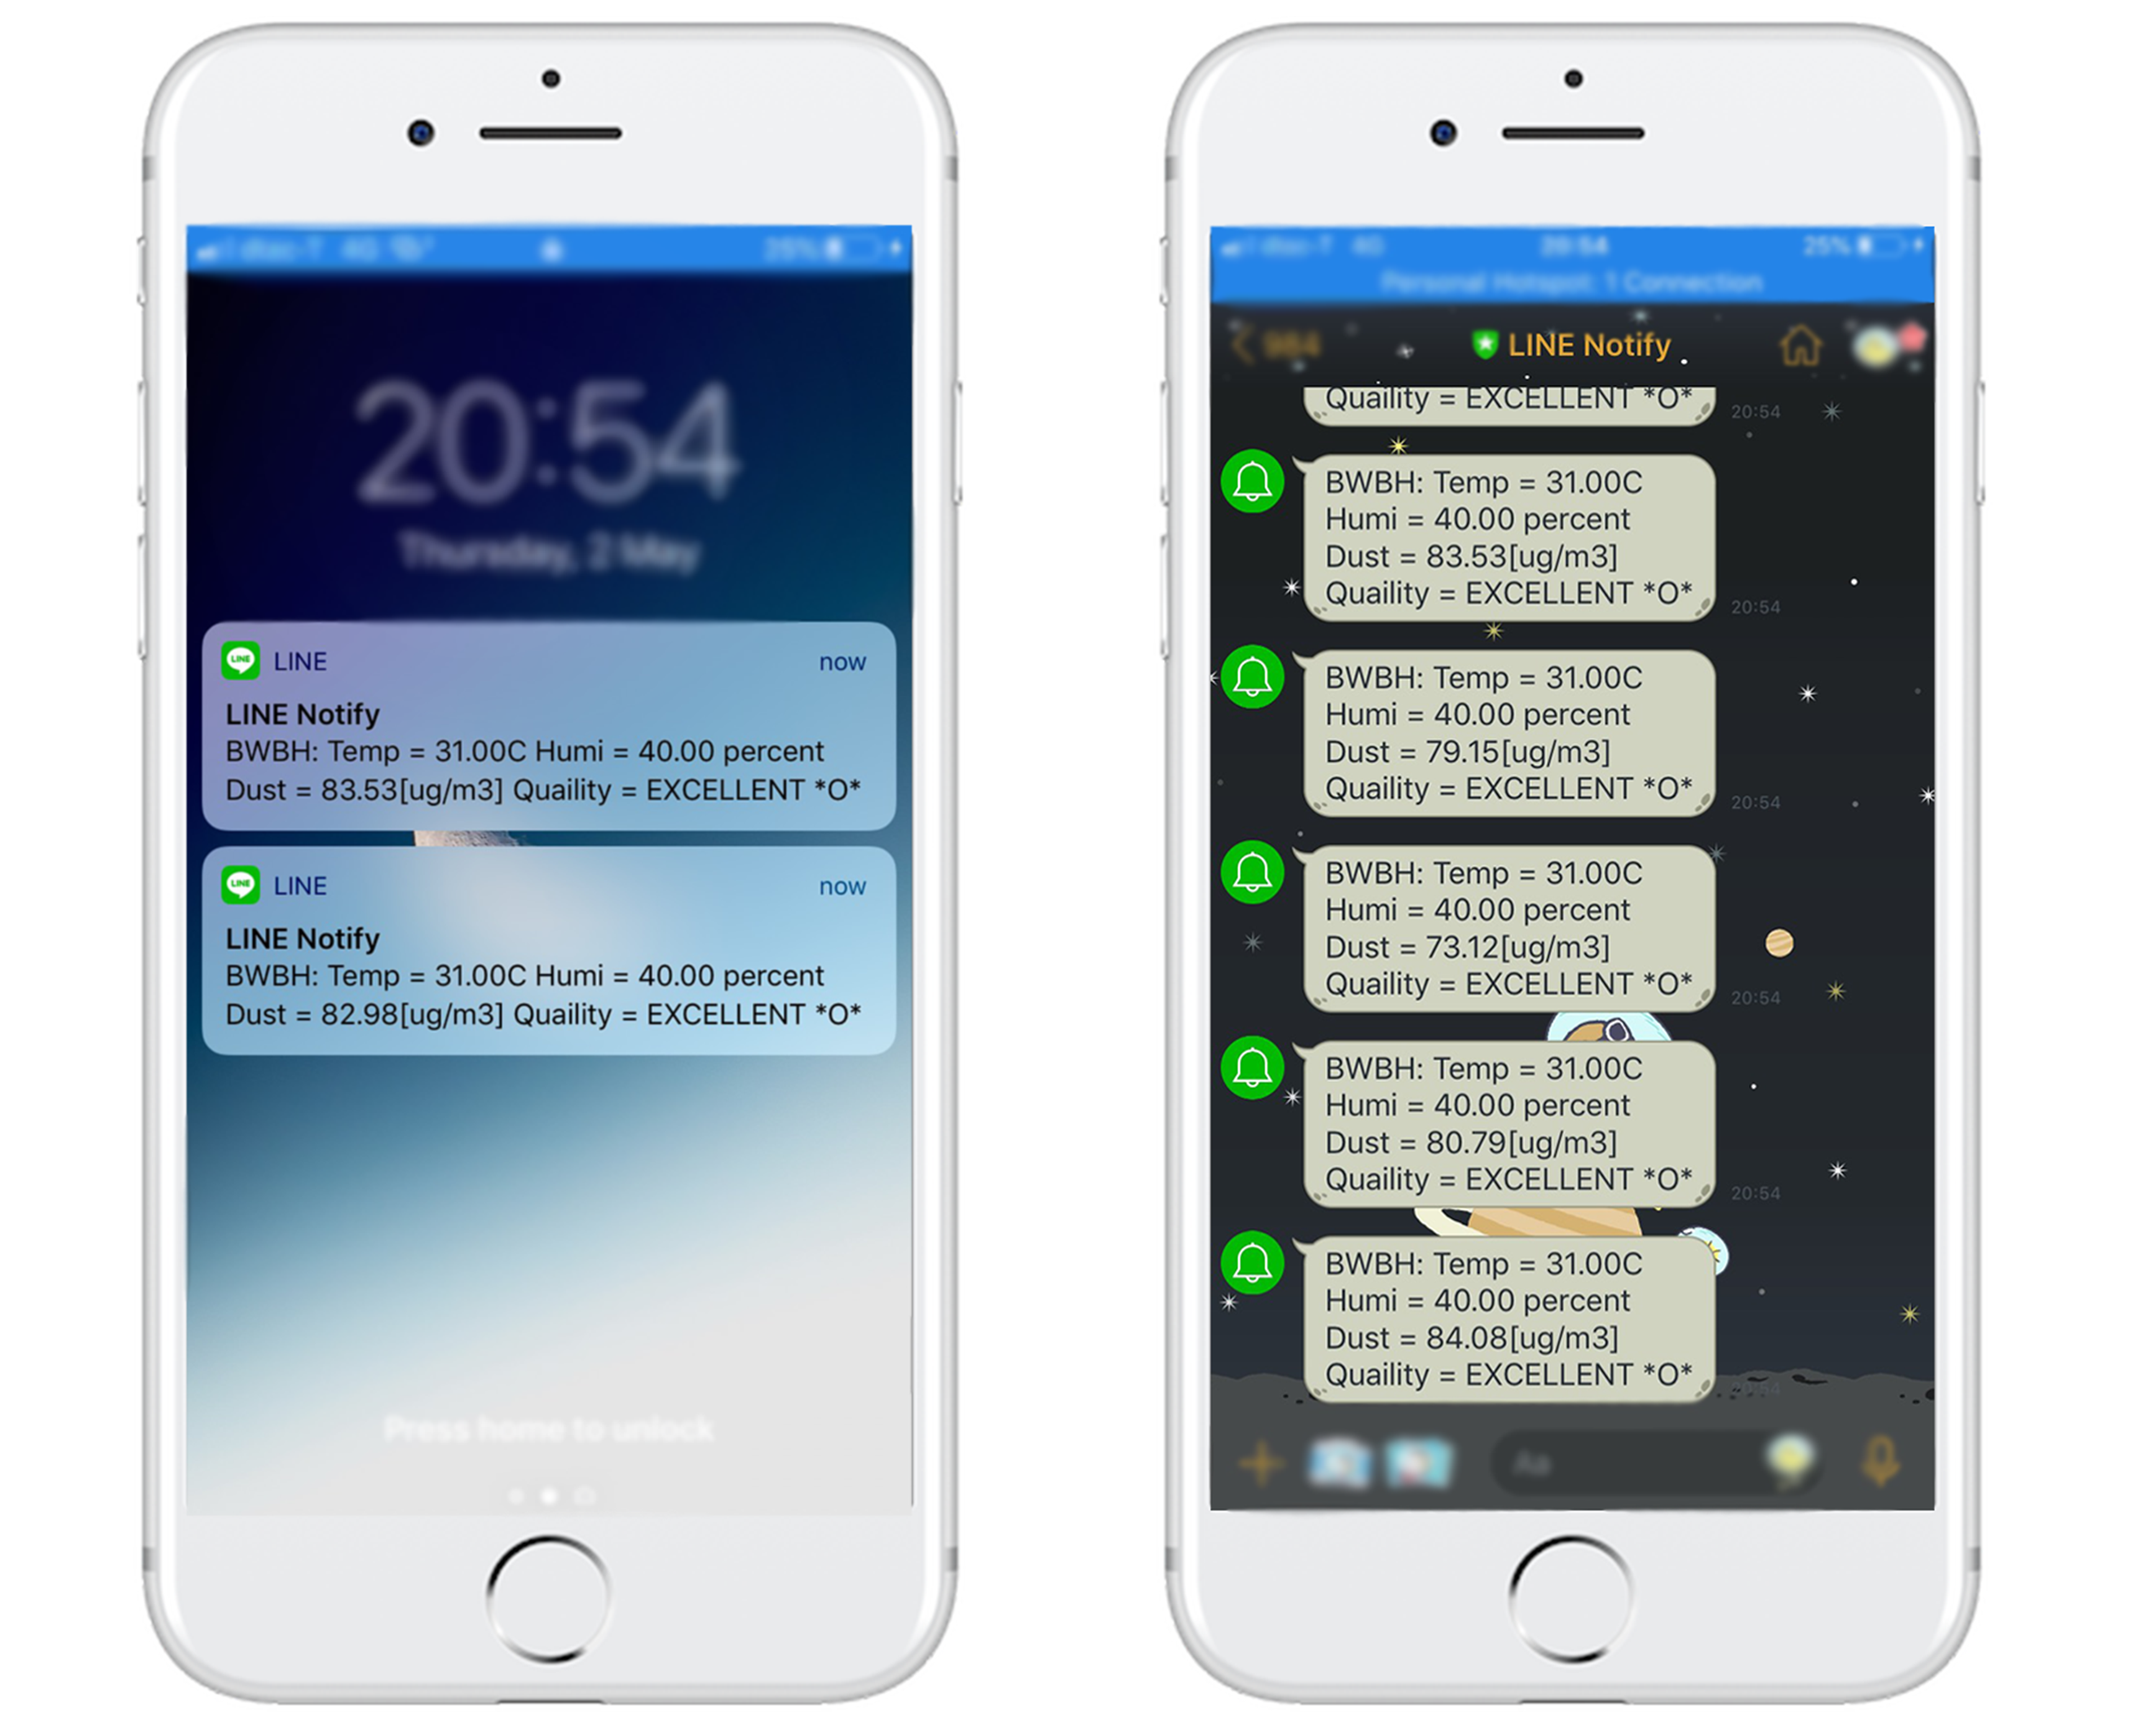 20:54
Thursday, 2 May
LINE now
LINE Notify
BWBH: Temp = 31.00C Humi = 40.00 percent
Dust = 83.53[ug/m3] Quaility = EXCELLENT *O*
LINE now
LINE Notify
BWBH: Temp = 31.00C Humi = 40.00 percent
Dust = 82.98[ug/m3] Quaility = EXCELLENT *O*
Press home to unlock
20:54 25%
Personal Hotspot: 1 Connection
984 LINE Notify
Quaility = EXCELLENT *O*
20:54
BWBH: Temp = 31.00C
Humi = 40.00 percent
Dust = 83.53[ug/m3]
Quaility = EXCELLENT *O*
20:54
BWBH: Temp = 31.00C
Humi = 40.00 percent
Dust = 79.15[ug/m3]
Quaility = EXCELLENT *O*
20:54
BWBH: Temp = 31.00C
Humi = 40.00 percent
Dust = 73.12[ug/m3]
Quaility = EXCELLENT *O*
20:54
BWBH: Temp = 31.00C
Humi = 40.00 percent
Dust = 80.79[ug/m3]
Quaility = EXCELLENT *O*
20:54
BWBH: Temp = 31.00C
Humi = 40.00 percent
Dust = 84.08[ug/m3]
Quaility = EXCELLENT *O*
20:54
Aa